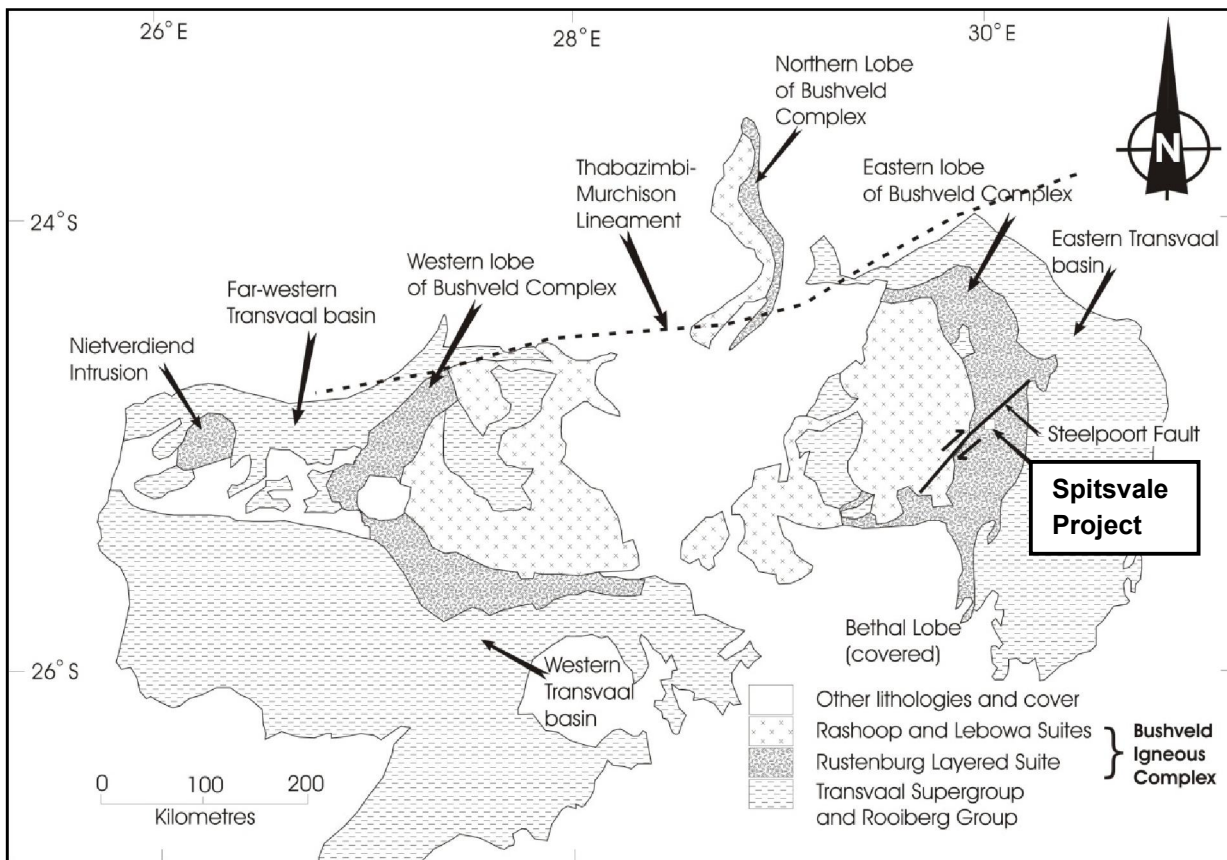 26°E
28°E
30°E
Northern Lobe
of Bushveld
Complex
N
Thabazimbi-
Murchison
Lineament
Eastern lobe
of Bushveld Complex
24°S
Eastern Transvaal
basin
Western lobe
of Bushveld Complex
Far-western
Transvaal basin
Nietverdiend
Intrusion
Steelpoort Fault
Spitsvale
Project
Bethal Lobe
(covered)
26°S
Western
Transvaal
basin
Other lithologies and cover
Rashoop and Lebowa Suites
Rustenburg Layered Suite
Transvaal Supergroup
and Rooiberg Group
Bushveld
Igneous
Complex
0 100 200
Kilometres